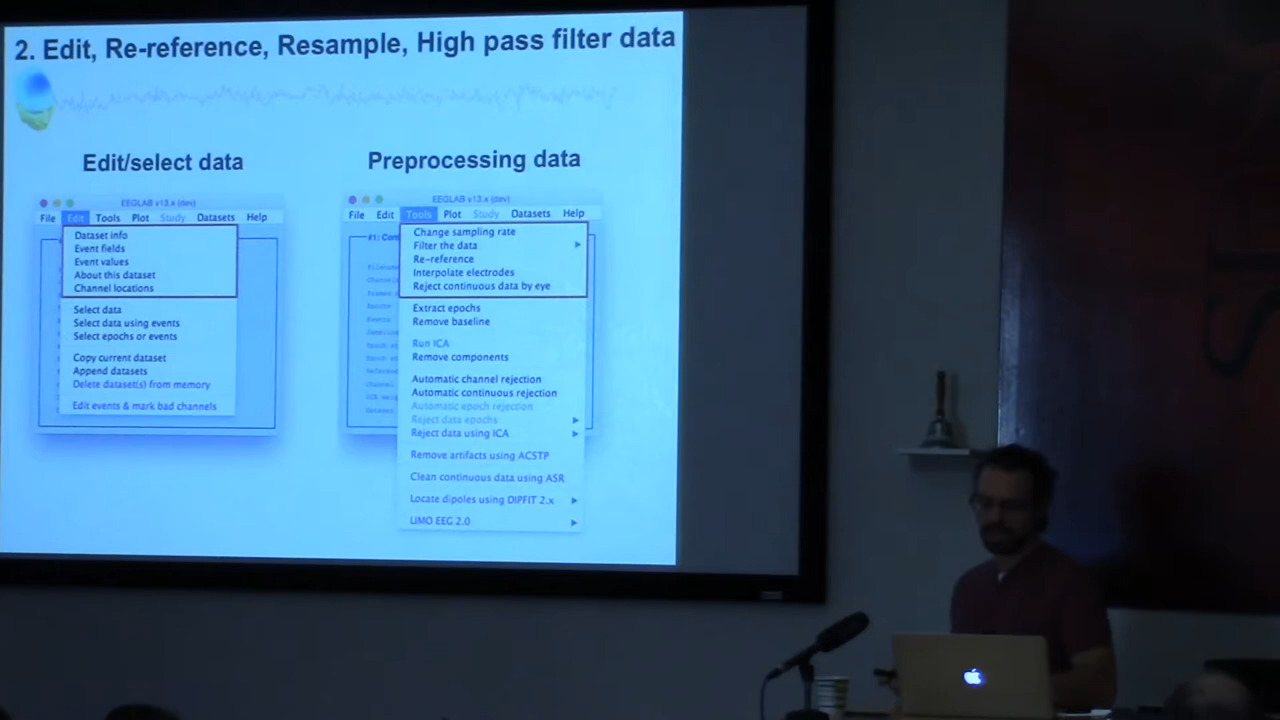 2. Edit, Re-reference, Resample, High pass filter data
Edit/select data
EEGLAB v13.x (dev)
File Edit Tools Plot Study Datasets Help
Dataset info
Event fields
Event values
About this dataset
Channel locations
Select data
Select data using events
Select epochs or events
Copy current dataset
Append datasets
Delete dataset(s) from memory
Edit events & mark bad channels
Preprocessing data
EEGLAB v13.x (dev)
File Edit Tools Plot Study Datasets Help
Change sampling rate
Filter the data
Re-reference
Interpolate electrodes
Reject continuous data by eye
Extract epochs
Remove baseline
Run ICA
Remove components
Automatic channel rejection
Automatic continuous rejection
Automatic epoch rejection
Reject data epochs
Reject data using ICA
Remove artifacts using ACSTP
Clean continuous data using ASR
Locate dipoles using DIPFIT 2.x
LIMO EEG 2.0